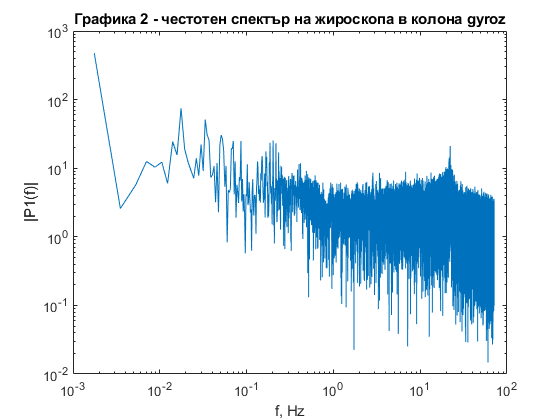 Графика 2 - честотен спектър на жироскопа в колона gyroz
10^3
10^2
10^1
10^0
10^-1
10^-2
|P1(f)|
10^-3 10^-2 10^-1 10^0 10^1 10^2
f, Hz